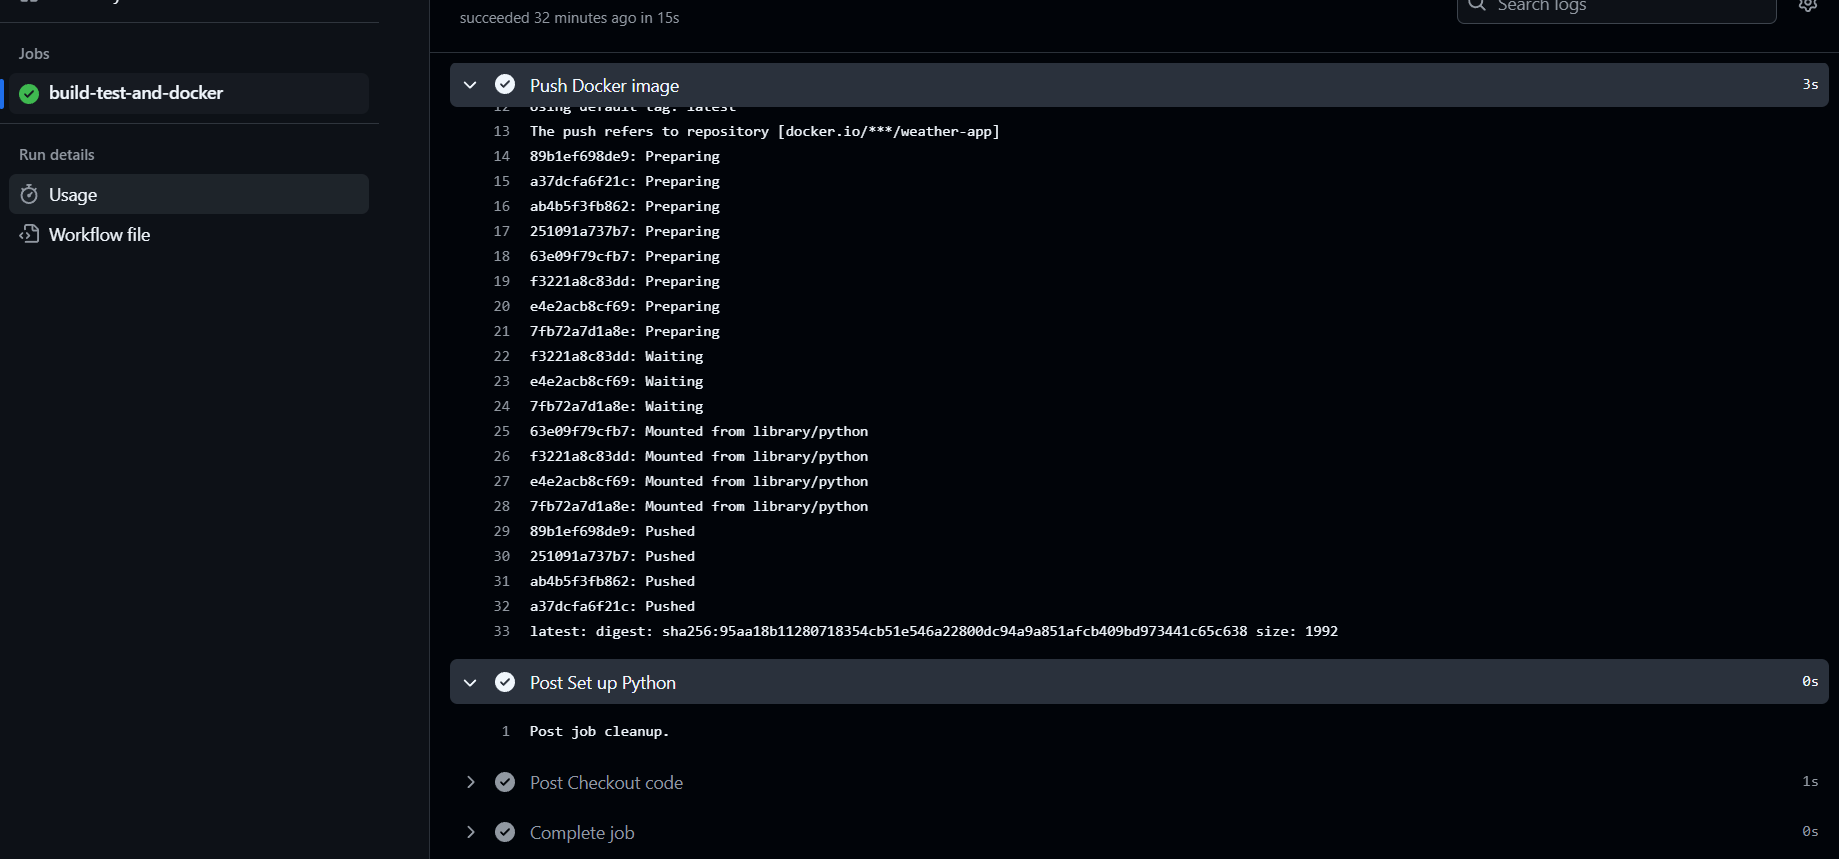 Jobs
build-test-and-docker
Run details
Usage
Workflow file
succeeded 32 minutes ago in 15s
Search logs
Push Docker image 3s
12 Using default tag: latest
13 The push refers to repository [docker.io/***/weather-app]
14 89b1ef698de9: Preparing
15 a37dcfa6f21c: Preparing
16 ab4b5f3fb862: Preparing
17 251091a737b7: Preparing
18 63e09f79cfb7: Preparing
19 f3221a8c83dd: Preparing
20 e4e2acb8cf69: Preparing
21 7fb72a7d1a8e: Preparing
22 f3221a8c83dd: Waiting
23 e4e2acb8cf69: Waiting
24 7fb72a7d1a8e: Waiting
25 63e09f79cfb7: Mounted from library/python
26 f3221a8c83dd: Mounted from library/python
27 e4e2acb8cf69: Mounted from library/python
28 7fb72a7d1a8e: Mounted from library/python
29 89b1ef698de9: Pushed
30 251091a737b7: Pushed
31 ab4b5f3fb862: Pushed
32 a37dcfa6f21c: Pushed
33 latest: digest: sha256:95aa18b11280718354cb51e546a22800dc94a9a851afcb409bd973441c65c638 size: 1992
Post Set up Python 0s
1 Post job cleanup.
Post Checkout code 1s
Complete job 0s